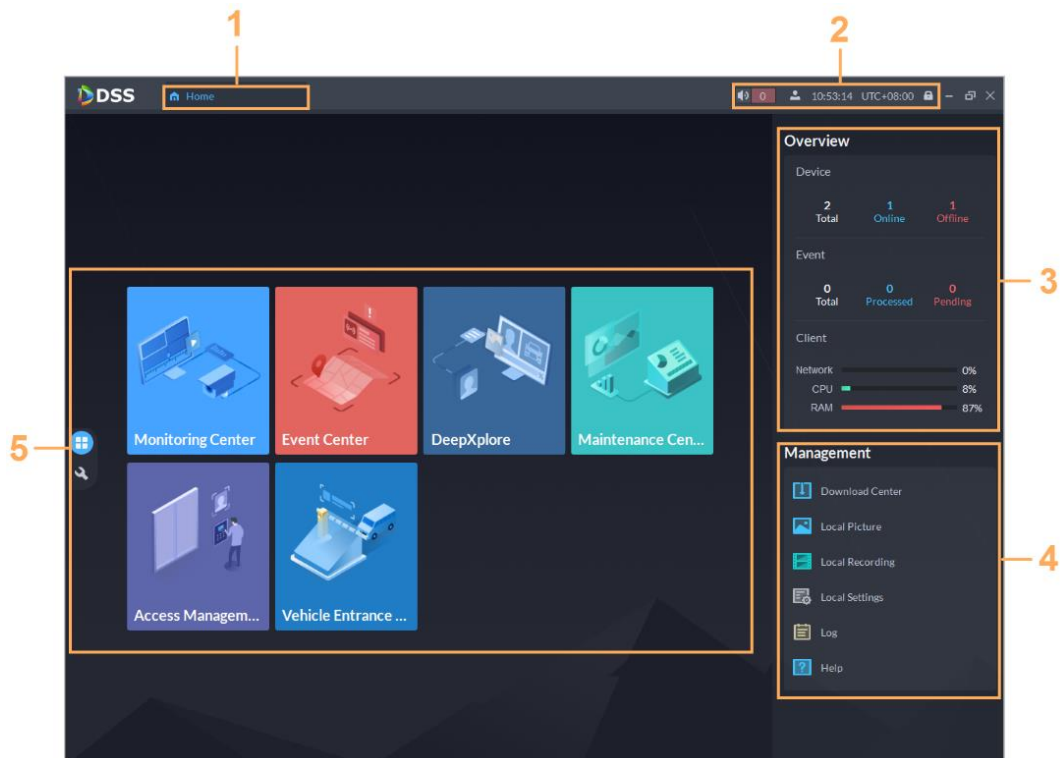 1
2
DSS
Home
0
10:53:14 UTC+08:00
Overview
Device
2 1 1
Total Online Offline
3
Event
0 0 0
Total Processed Pending
Client
Network 0%
CPU 8%
RAM 87%
5
Monitoring Center
Event Center
DeepXplore
Maintenance Cen...
Access Managem...
Vehicle Entrance ...
Management
4
Download Center
Local Picture
Local Recording
Local Settings
Log
Help